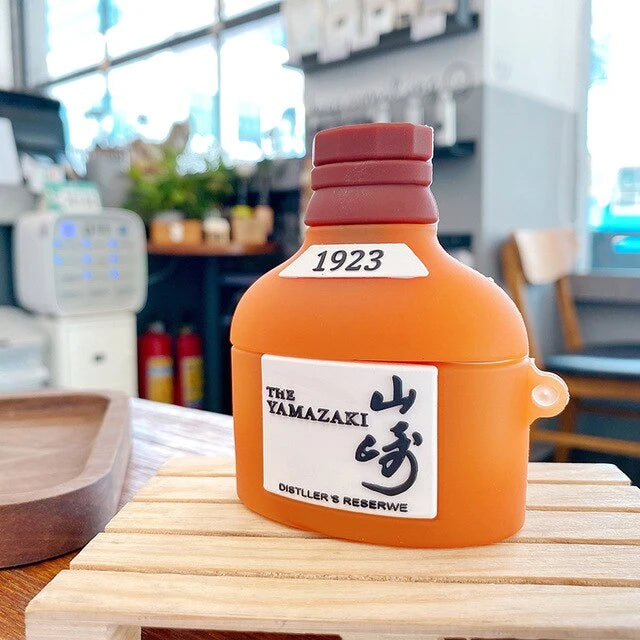 1923
THE
YAMAZAKI
山
崎
DISTLLER'S RESERWE